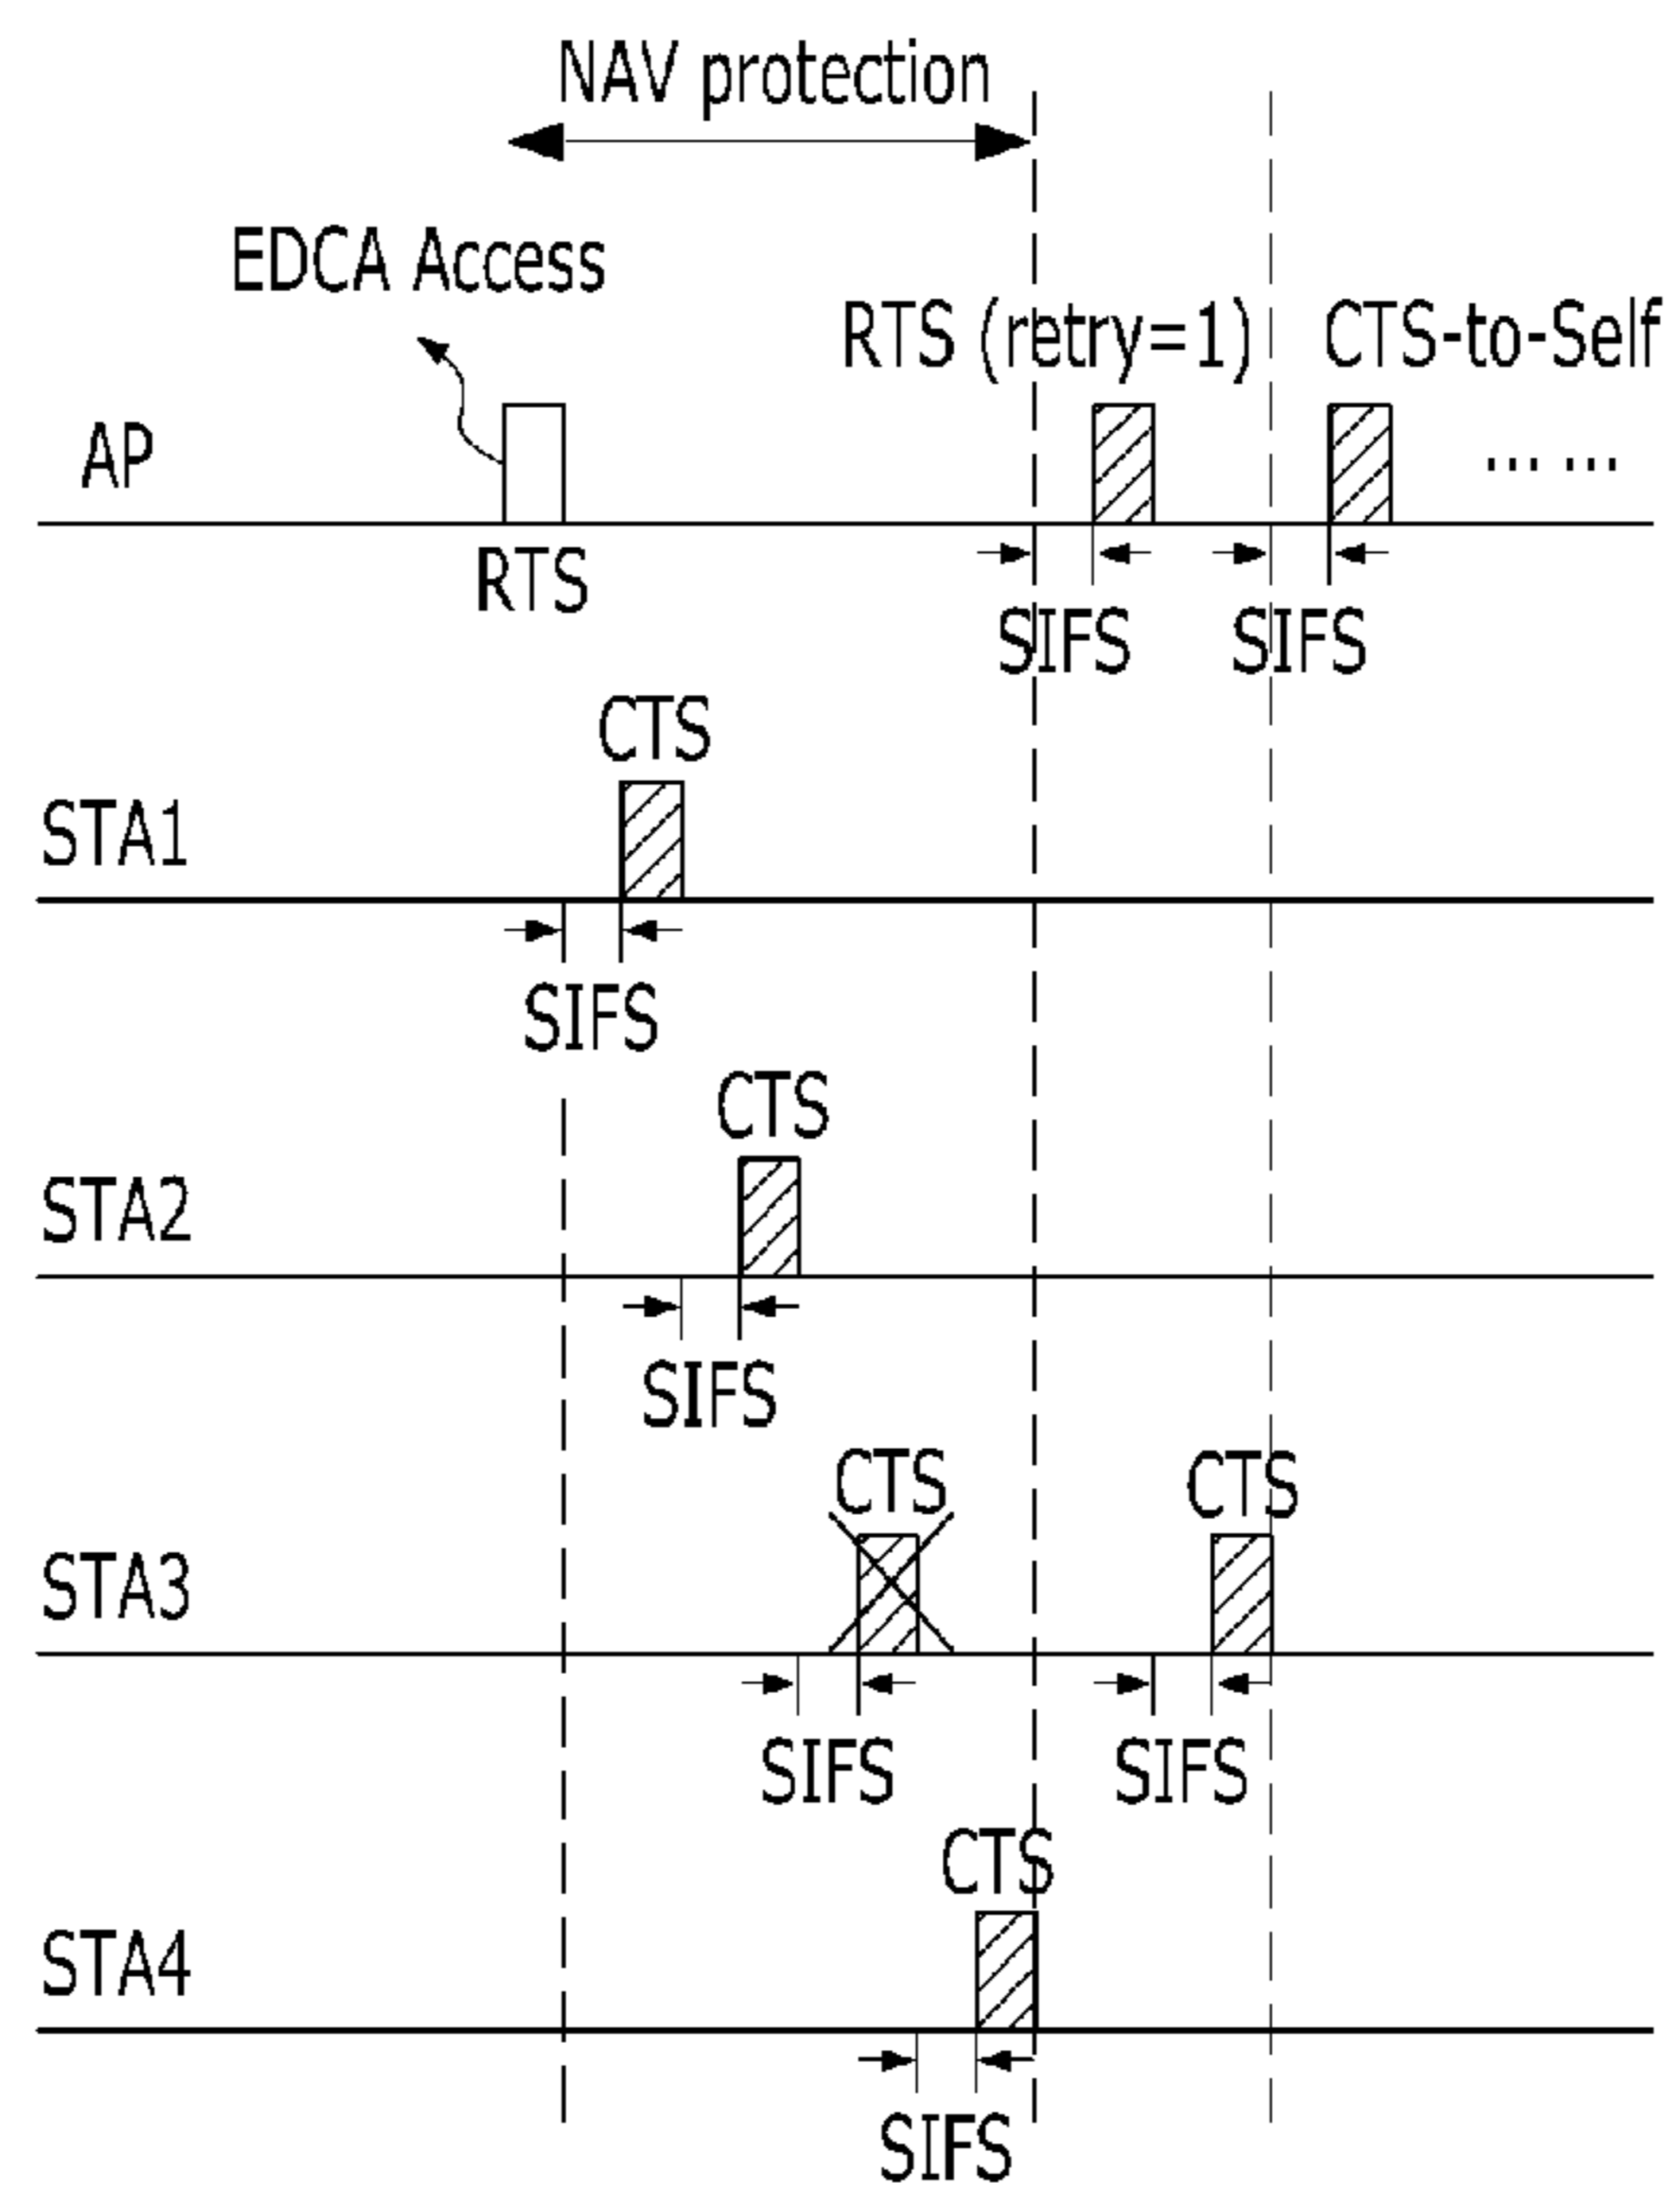 NAV protection
EDCA Access
RTS (retry=1)
CTS-to-Self
AP
... ...
RTS
SIFS
SIFS
CTS
STA1
SIFS
CTS
STA2
SIFS
CTS
CTS
STA3
SIFS
SIFS
CTS
STA4
SIFS